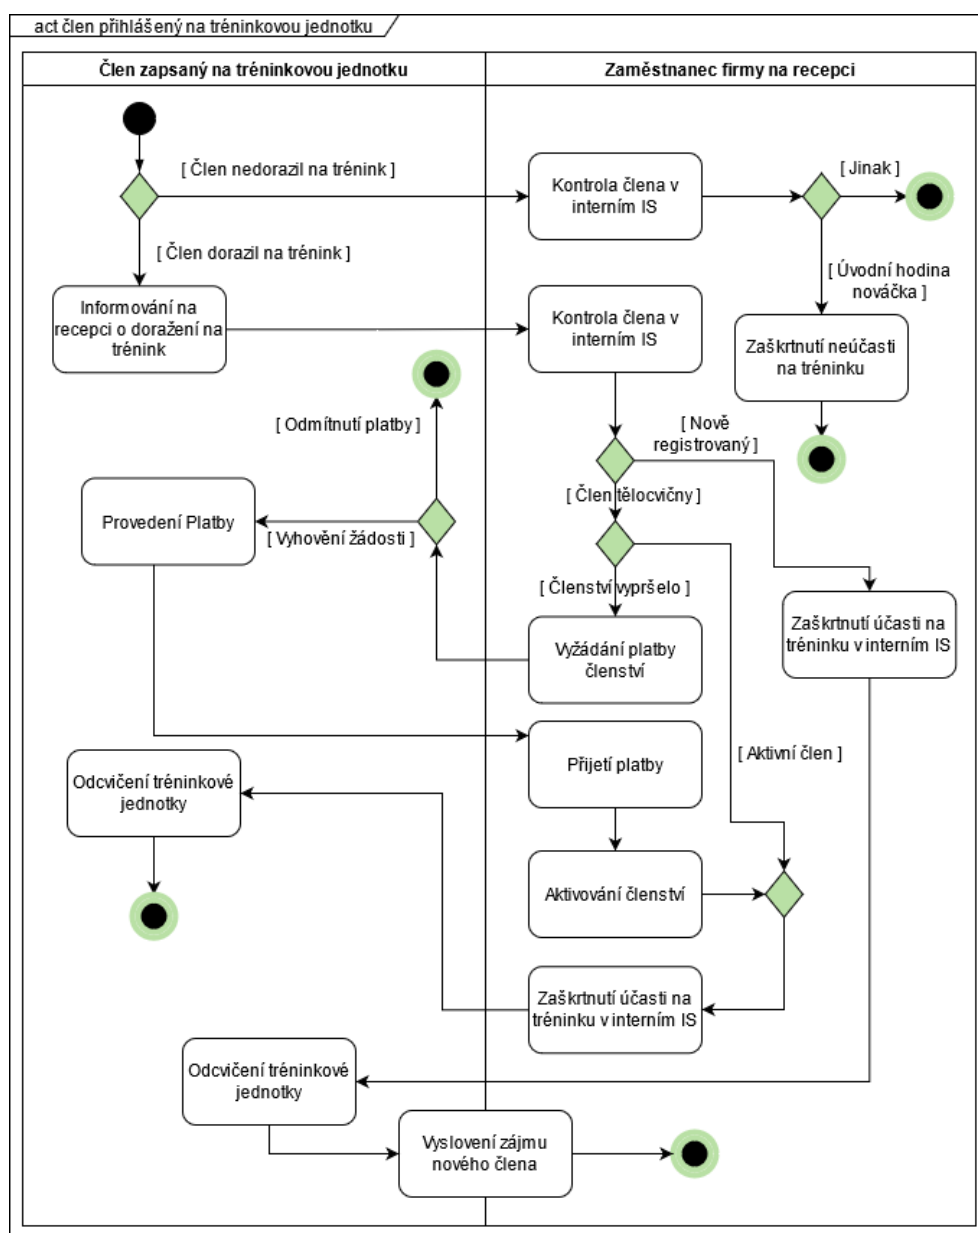 act člen přihlášený na tréninkovou jednotku
Člen zapsaný na tréninkovou jednotku
Zaměstnanec firmy na recepci
[ Člen nedorazil na trénink ]
Kontrola člena v
interním IS
[ Jinak ]
[ Člen dorazil na trénink ]
[ Úvodní hodina
nováčka ]
Informování na
recepci o doražení na
trénink
Kontrola člena v
interním IS
Zaškrtnutí neúčasti
na tréninku
[ Odmítnutí platby ]
[ Nově
registrovaný ]
[ Člen tělocvičny ]
Provedení Platby
[ Vyhovění žádosti ]
[ Členství vypršelo ]
Zaškrtnutí účasti na
tréninku v interním IS
Vyžádání platby
členství
Přijetí platby
[ Aktivní člen ]
Odcvičení tréninkové
jednotky
Aktivování členství
Zaškrtnutí účasti na
tréninku v interním IS
Odcvičení tréninkové
jednotky
Vyslovení zájmu
nového člena